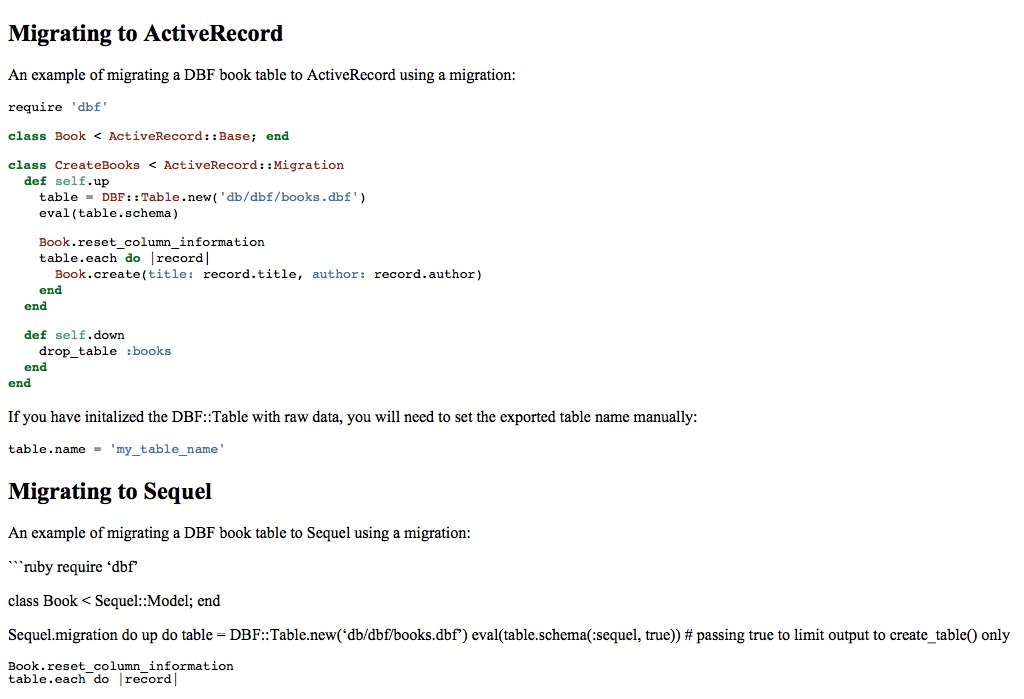 Migrating to ActiveRecord
An example of migrating a DBF book table to ActiveRecord using a migration:
require 'dbf'
class Book < ActiveRecord::Base; end
class CreateBooks < ActiveRecord::Migration
  def self.up
    table = DBF::Table.new('db/dbf/books.dbf')
    eval(table.schema)
    Book.reset_column_information
    table.each do |record|
      Book.create(title: record.title, author: record.author)
    end
  end
  def self.down
    drop_table :books
  end
end
If you have initalized the DBF::Table with raw data, you will need to set the exported table name manually:
table.name = 'my_table_name'
Migrating to Sequel
An example of migrating a DBF book table to Sequel using a migration:
```ruby require ‘dbf’
class Book < Sequel::Model; end
Sequel.migration do up do table = DBF::Table.new(‘db/dbf/books.dbf’) eval(table.schema(:sequel, true)) # passing true to limit output to create_table() only
Book.reset_column_information
table.each do |record|